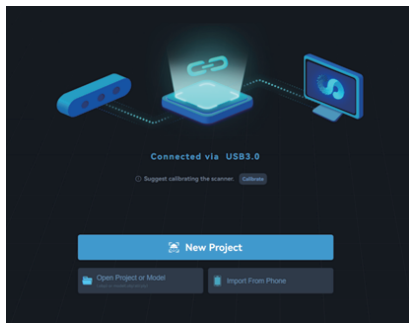 Connected via USB3.0
Suggest calibrating the scanner. Calibrate
New Project
Open Project or Model
Import From Phone